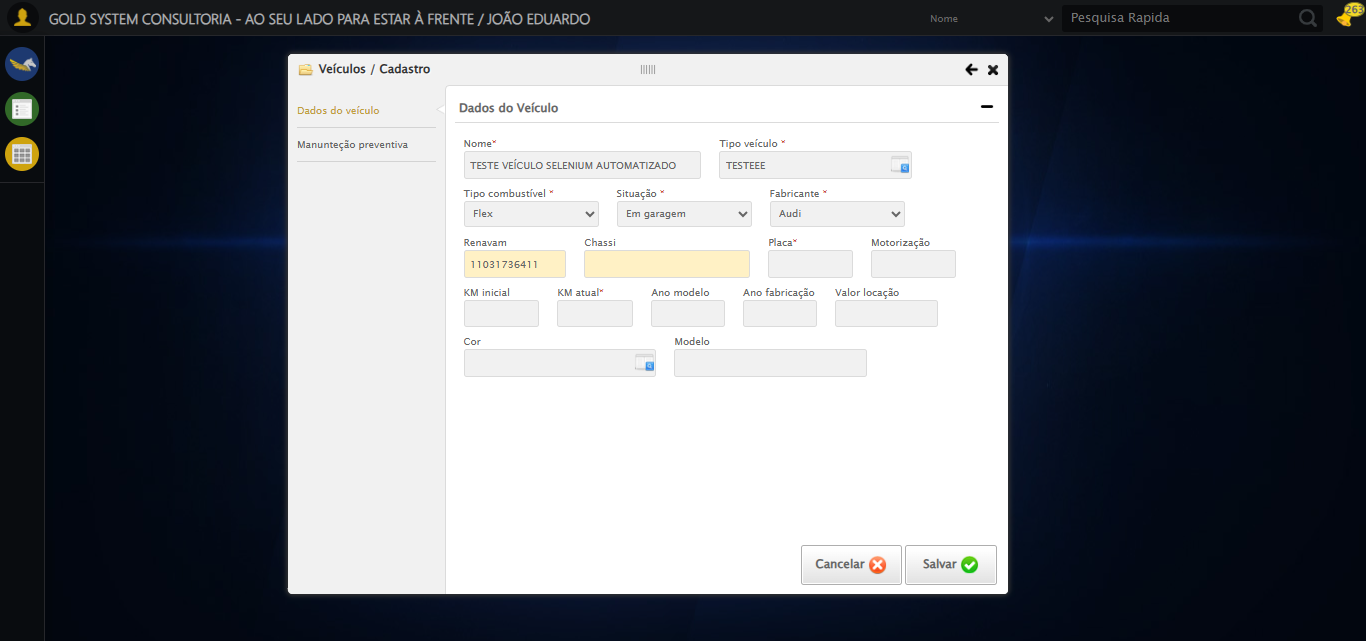 GOLD SYSTEM CONSULTORIA - AO SEU LADO PARA ESTAR À FRENTE / JOÃO EDUARDO
Nome
Pesquisa Rapida
263
Veículos / Cadastro
Dados do veículo
Manunteção preventiva
Dados do Veículo
Nome* Tipo veículo *
TESTE VEÍCULO SELENIUM AUTOMATIZADO TESTEEE
Tipo combustível * Situação * Fabricante *
Flex Em garagem Audi
Renavam Chassi Placa* Motorização
11031736411
KM inicial KM atual* Ano modelo Ano fabricação Valor locação
Cor Modelo
Cancelar Salvar